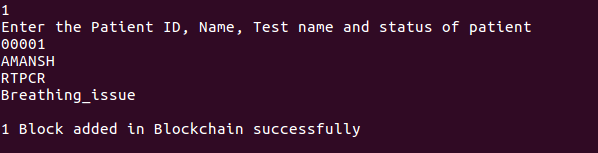 1
Enter the Patient ID, Name, Test name and status of patient
00001
AMANSH
RTPCR
Breathing_issue
1 Block added in Blockchain successfully